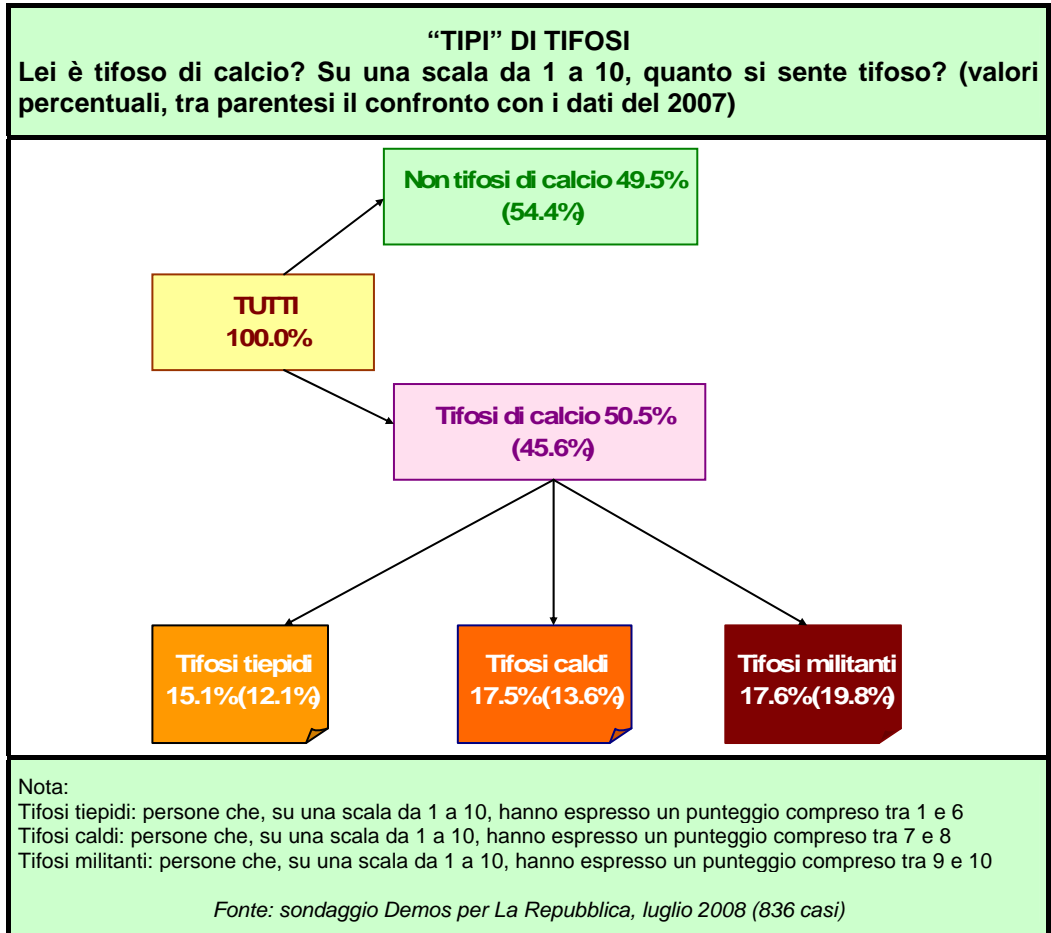 “TIPI” DI TIFOSI
Lei è tifoso di calcio? Su una scala da 1 a 10, quanto si sente tifoso? (valori
percentuali, tra parentesi il confronto con i dati del 2007)
Non tifosi di calcio 49.5%
(54.4%)
TUTTI
100.0%
Tifosi di calcio 50.5%
(45.6%)
Tifosi tiepidi
15.1%(12.1%)
Tifosi caldi
17.5%(13.6%)
Tifosi militanti
17.6%(19.8%)
Nota:
Tifosi tiepidi: persone che, su una scala da 1 a 10, hanno espresso un punteggio compreso tra 1 e 6
Tifosi caldi: persone che, su una scala da 1 a 10, hanno espresso un punteggio compreso tra 7 e 8
Tifosi militanti: persone che, su una scala da 1 a 10, hanno espresso un punteggio compreso tra 9 e 10
Fonte: sondaggio Demos per La Repubblica, luglio 2008 (836 casi)